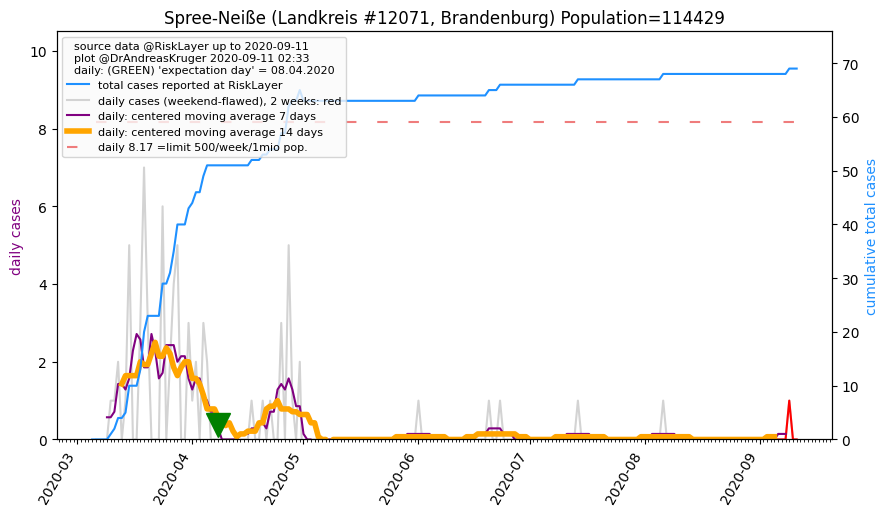 Spree-Neiße (Landkreis #12071, Brandenburg) Population=114429
source data @RiskLayer up to 2020-09-11
plot @DrAndreasKruger 2020-09-11 02:33
daily: (GREEN) 'expectation day' = 08.04.2020
total cases reported at RiskLayer
daily cases (weekend-flawed), 2 weeks: red
daily: centered moving average 7 days
daily: centered moving average 14 days
daily 8.17 =limit 500/week/1mio pop.
daily cases
10
8
6
4
2
0
cumulative total cases
70
60
50
40
30
20
10
0
2020-03
2020-04
2020-05
2020-06
2020-07
2020-08
2020-09